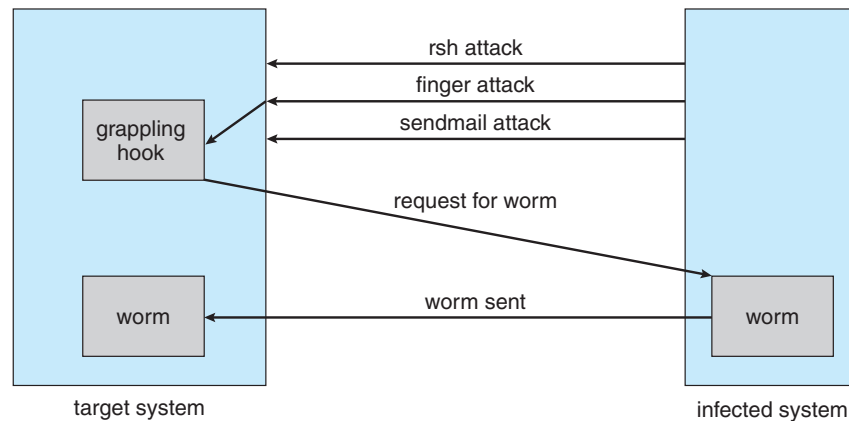 rsh attack
finger attack
sendmail attack
grappling
hook
request for worm
worm
worm sent
worm
target system
infected system